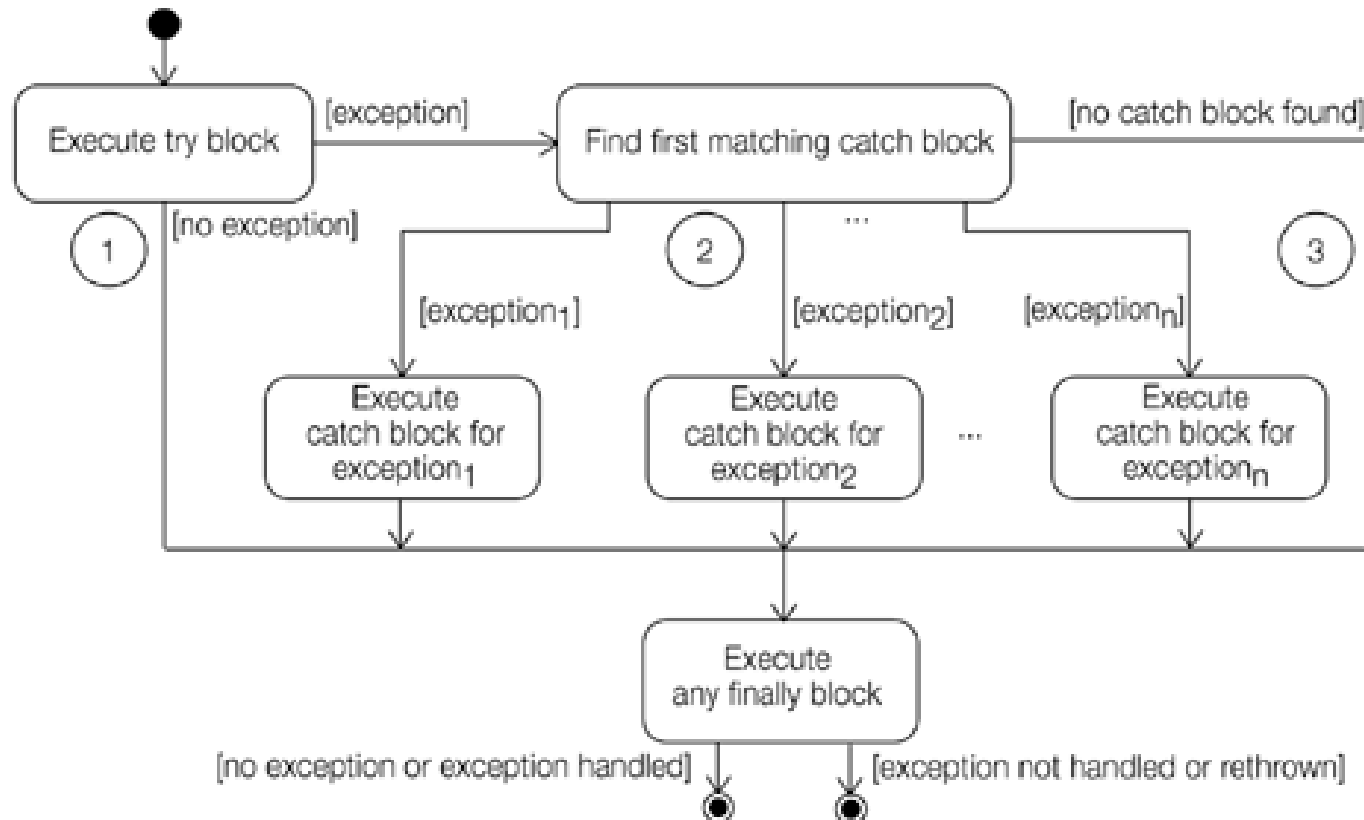 Execute try block
[exception]
Find first matching catch block
[no catch block found]
1
[no exception]
2
...
3
[exception1]
[exception2]
[exceptionn]
Execute
catch block for
exception1
Execute
catch block for
exception2
...
Execute
catch block for
exceptionn
Execute
any finally block
[no exception or exception handled]
[exception not handled or rethrown]